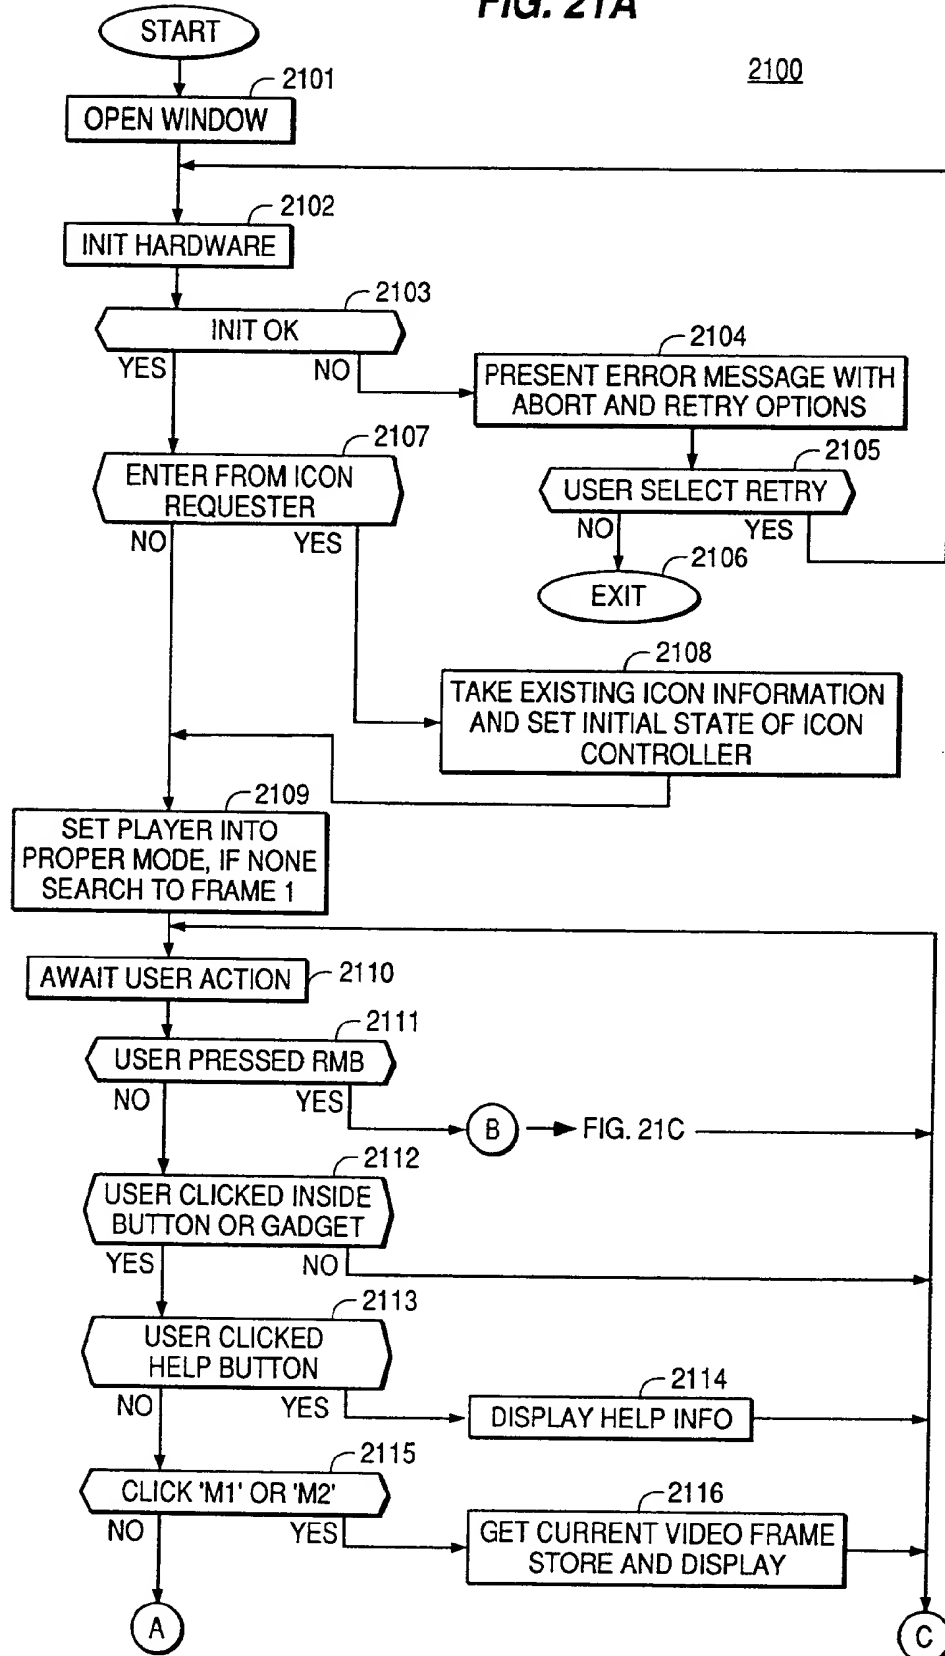 FIG. 21A
START
2100
2101
OPEN WINDOW
2102
INIT HARDWARE
2103
INIT OK
YES
NO
2104
PRESENT ERROR MESSAGE WITH
ABORT AND RETRY OPTIONS
2107
ENTER FROM ICON
REQUESTER
NO
YES
2105
USER SELECT RETRY
NO
YES
2106
EXIT
2108
TAKE EXISTING ICON INFORMATION
AND SET INITIAL STATE OF ICON
CONTROLLER
2109
SET PLAYER INTO
PROPER MODE, IF NONE
SEARCH TO FRAME 1
AWAIT USER ACTION
2110
2111
USER PRESSED RMB
NO
YES
B
FIG. 21C
2112
USER CLICKED INSIDE
BUTTON OR GADGET
YES
NO
2113
USER CLICKED
HELP BUTTON
NO
YES
2114
DISPLAY HELP INFO
2115
CLICK 'M1' OR 'M2'
NO
YES
2116
GET CURRENT VIDEO FRAME
STORE AND DISPLAY
A
C